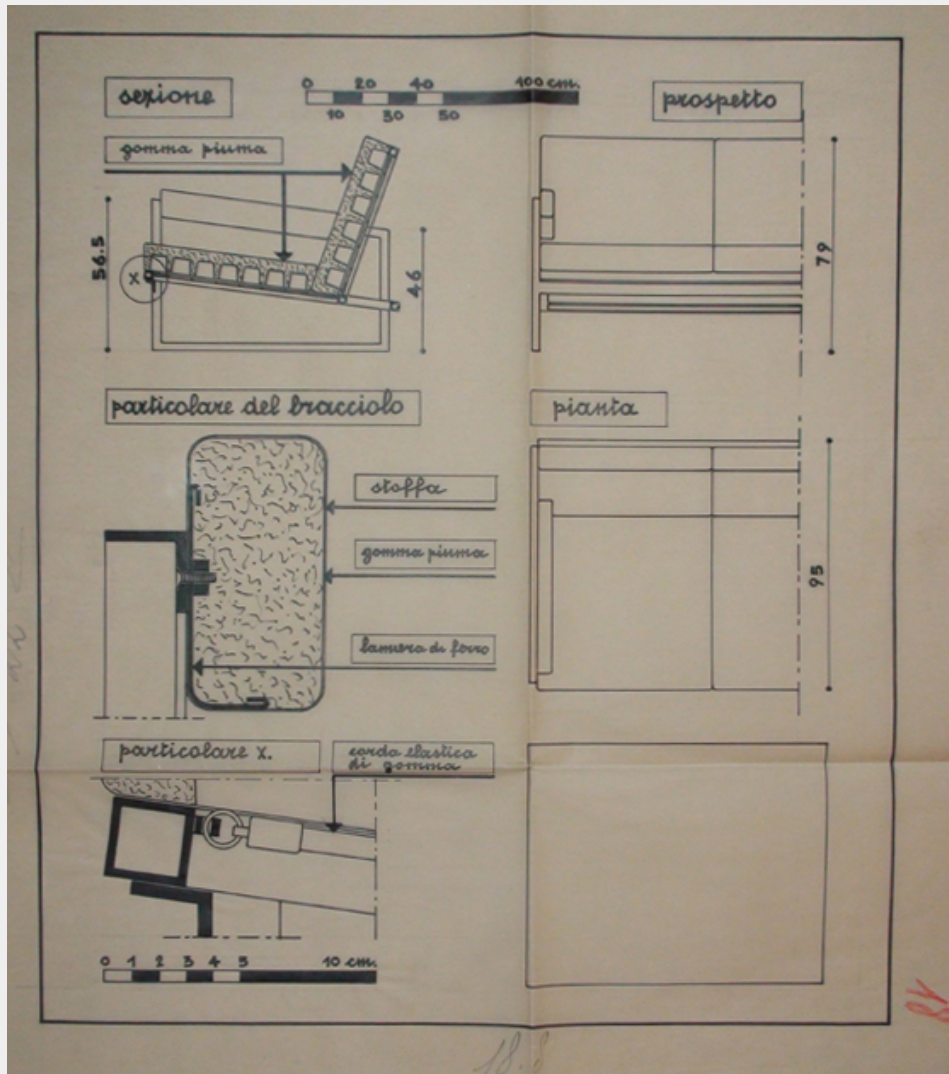 sezione
0 20 40 100 cm.
10 30 50
prospetto
gomma piuma
56.5
x
46
79
particolare del bracciolo
pianta
stoffa
gomma piuma
lamiera di ferro
95
particolare x.
corda elastica
di gomma
0 1 2 3 4 5 10 cm.